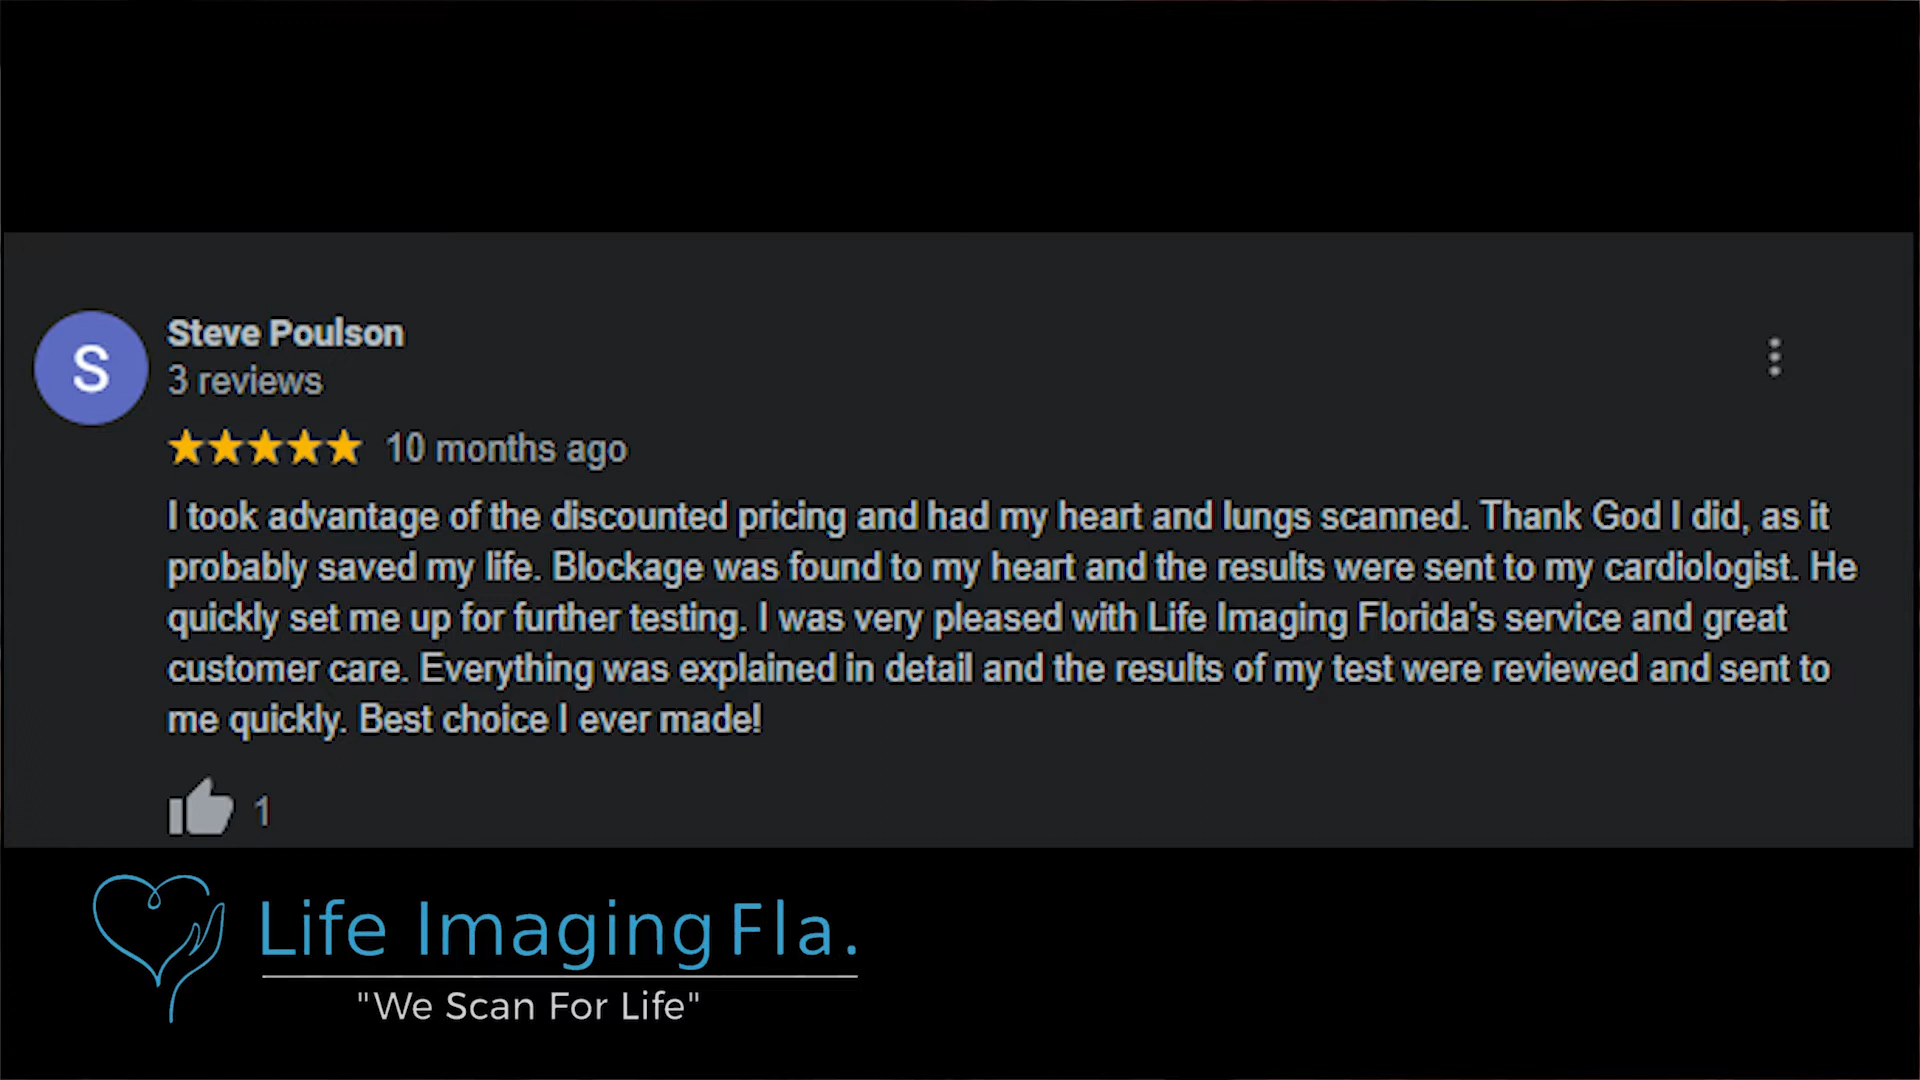 S
Steve Poulson
3 reviews
10 months ago
I took advantage of the discounted pricing and had my heart and lungs scanned. Thank God I did, as it
probably saved my life. Blockage was found to my heart and the results were sent to my cardiologist. He
quickly set me up for further testing. I was very pleased with Life Imaging Florida's service and great
customer care. Everything was explained in detail and the results of my test were reviewed and sent to
me quickly. Best choice I ever made!
1
Life Imaging Fla.
"We Scan For Life"